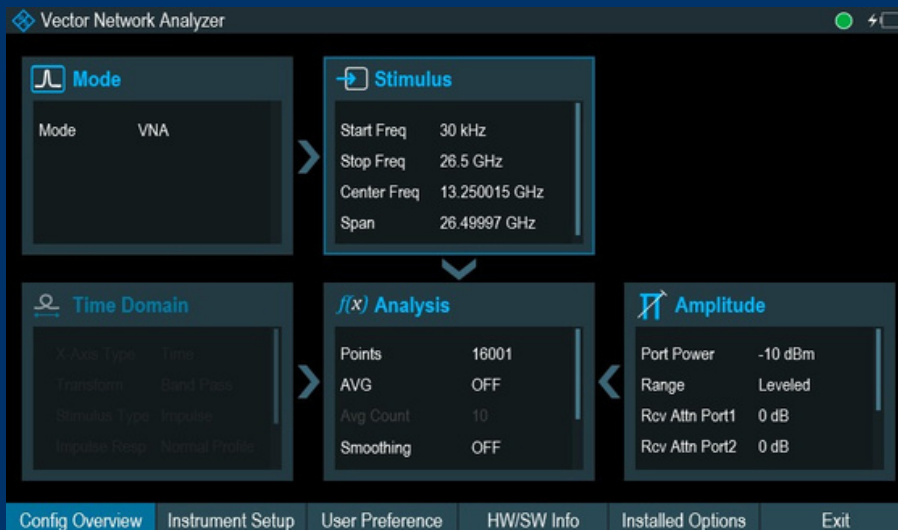 Vector Network Analyzer
Mode
Mode VNA
Stimulus
Start Freq 30 kHz
Stop Freq 26.5 GHz
Center Freq 13.250015 GHz
Span 26.49997 GHz
Time Domain
X-Axis Type Time
Transform Band Pass
Stimulus Type Impulse
Impulse Resp Normal Profile
f(x) Analysis
Points 16001
AVG OFF
Avg Count 10
Smoothing OFF
Amplitude
Port Power -10 dBm
Range Leveled
Rcv Attn Port1 0 dB
Rcv Attn Port2 0 dB
Config Overview Instrument Setup User Preference HW/SW Info Installed Options Exit